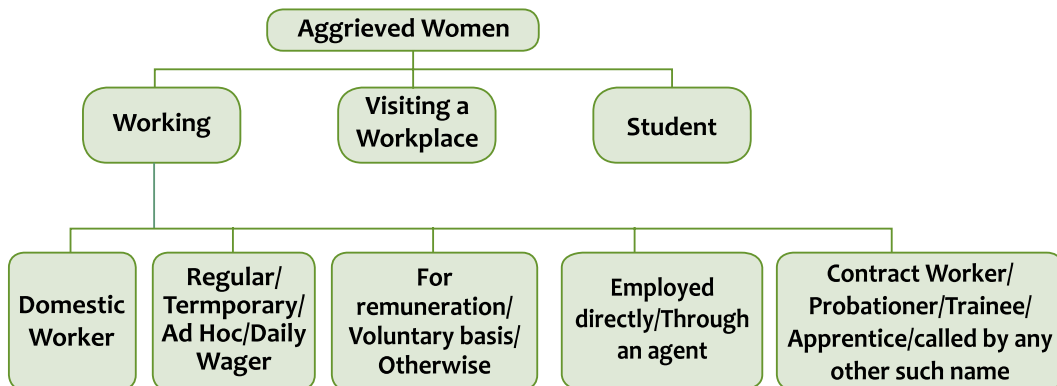 Aggrieved Women
Working
Visiting a
Workplace
Student
Domestic
Worker
Regular/
Termporary/
Ad Hoc/Daily
Wager
For
remuneration/
Voluntary basis/
Otherwise
Employed
directly/Through
an agent
Contract Worker/
Probationer/Trainee/
Apprentice/called by any
other such name